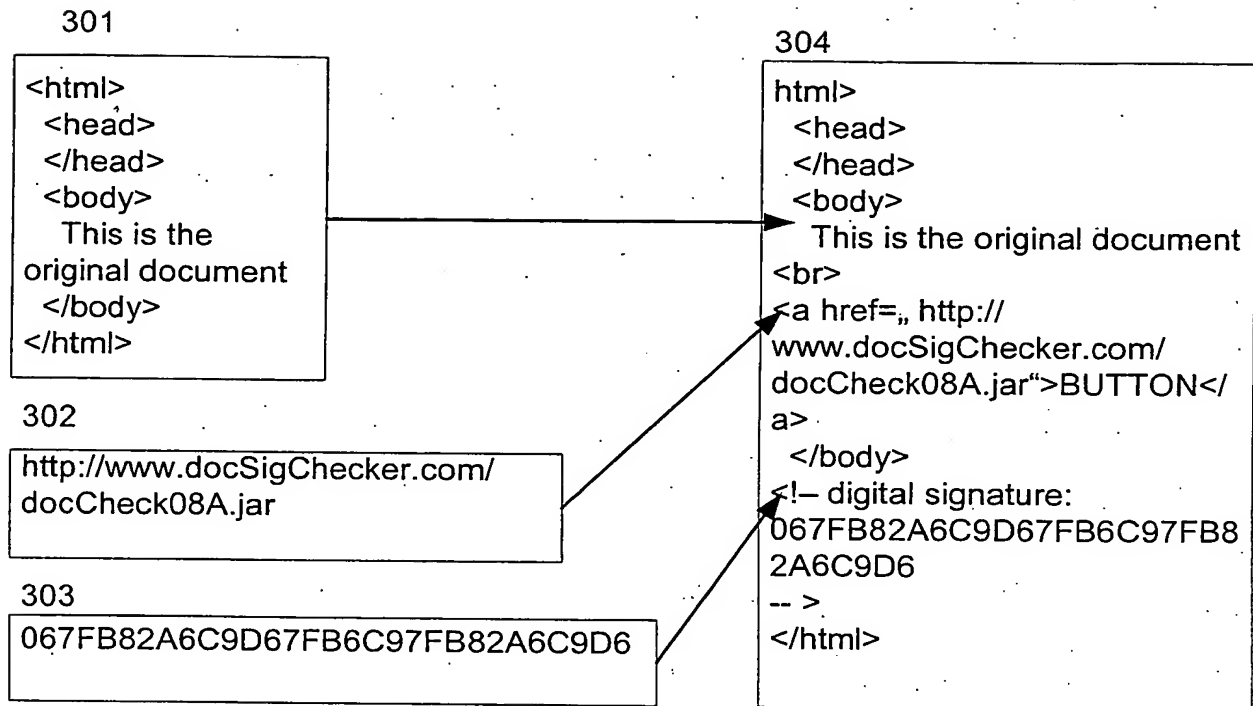 301
<html>
<head>
</head>
<body>
This is the
original document
</body>
</html>
302
http://www.docSigChecker.com/
docCheck08A.jar
303
067FB82A6C9D67FB6C97FB82A6C9D6
304
html>
<head>
</head>
<body>
This is the original document
<br>
<a href=„ http://
www.docSigChecker.com/
docCheck08A.jar“>BUTTON</
a>
</body>
<!– digital signature:
067FB82A6C9D67FB6C97FB8
2A6C9D6
-- >
</html>